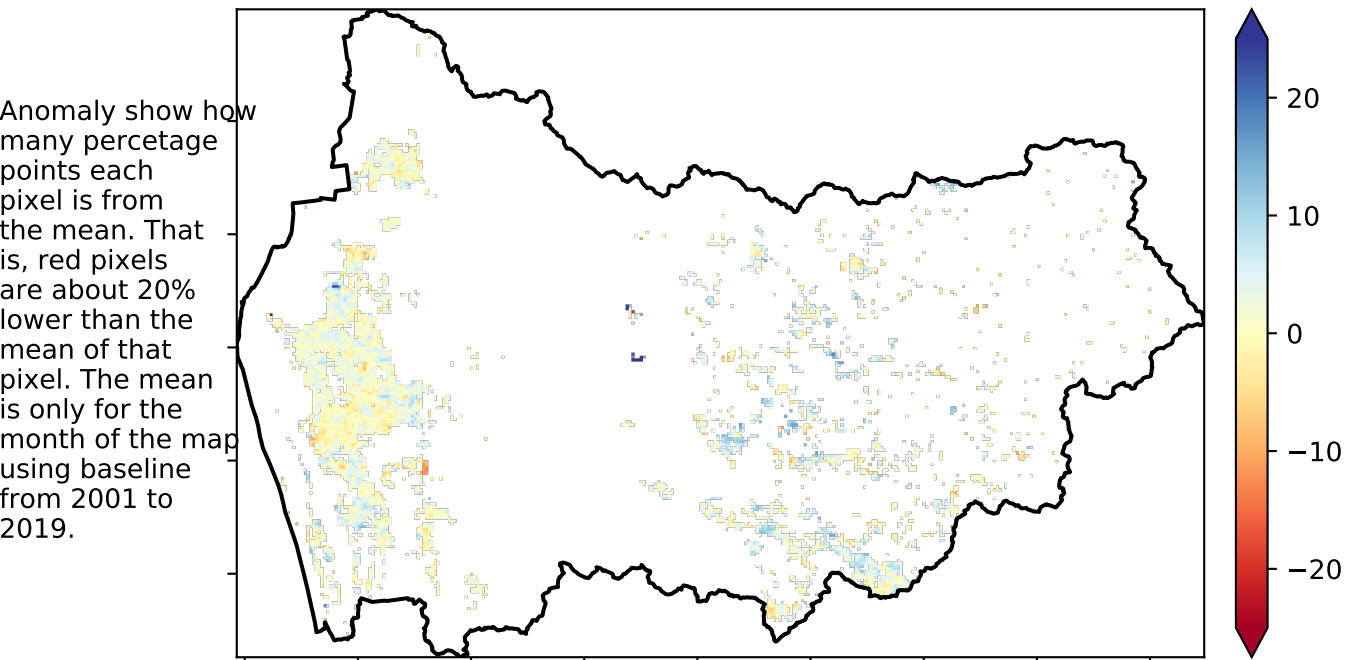 Anomaly show how
many percetage
points each
pixel is from
the mean. That
is, red pixels
are about 20%
lower than the
mean of that
pixel. The mean
is only for the
month of the map
using baseline
from 2001 to
2019.
20
10
0
−10
−20